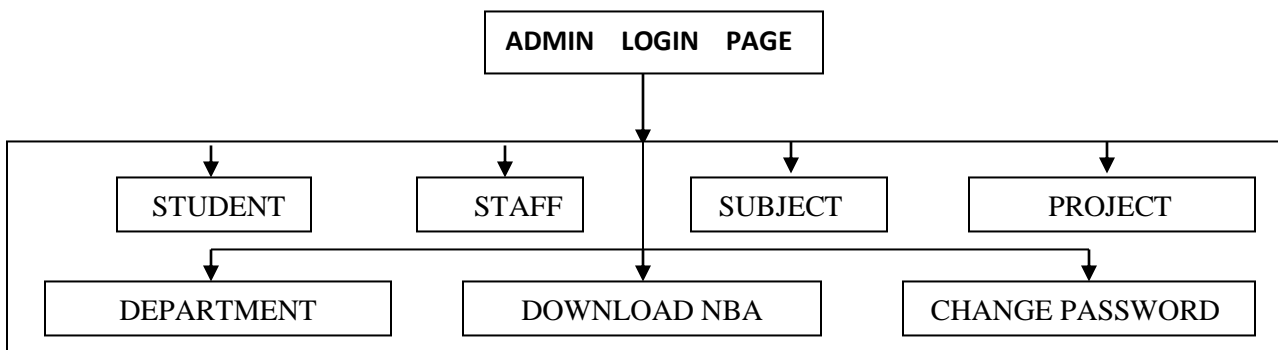 ADMIN LOGIN PAGE
STUDENT STAFF SUBJECT PROJECT
DEPARTMENT DOWNLOAD NBA CHANGE PASSWORD